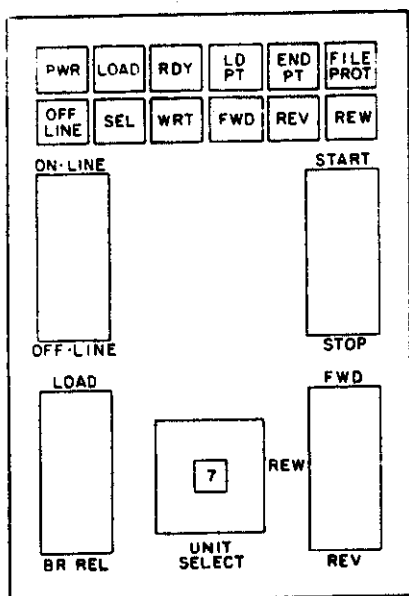 PWR LOAD RDY LD PT END PT FILE PROT
OFF LINE SEL WRT FWD REV REW
ON-LINE START
OFF-LINE STOP
LOAD FWD
7 REW
BR REL UNIT SELECT REV